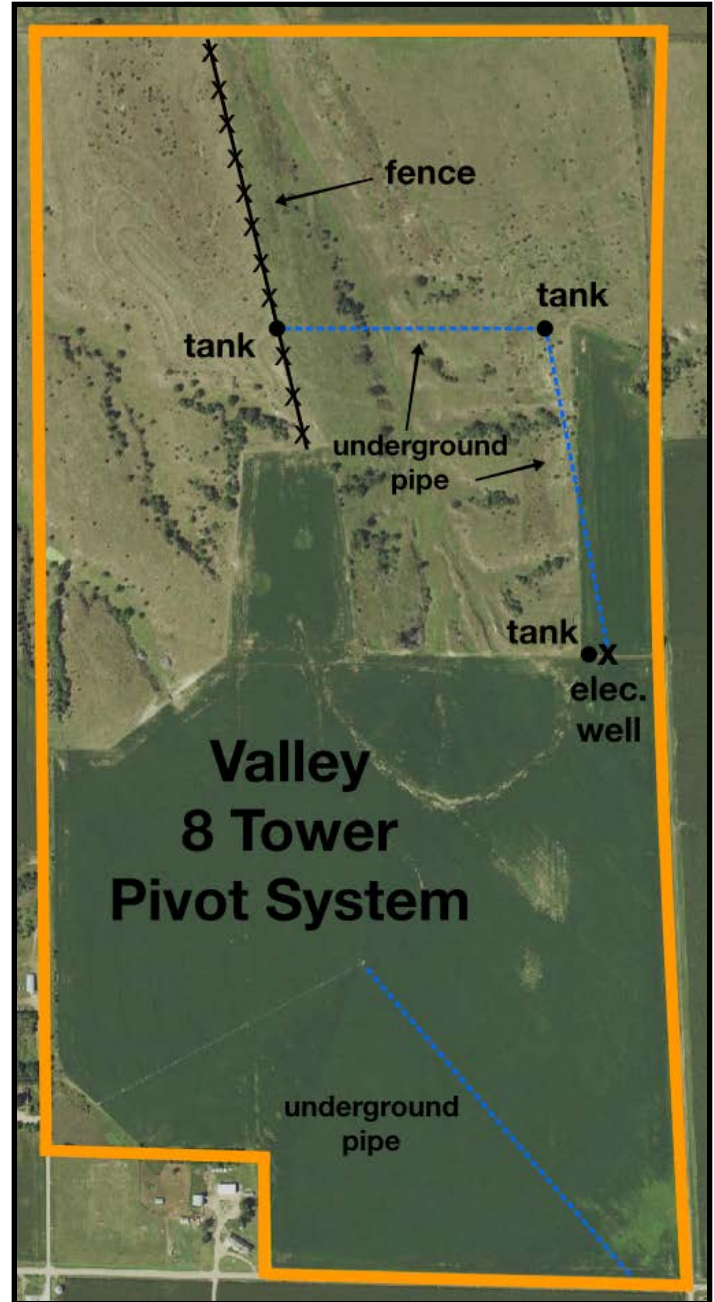 fence
tank
tank
underground
pipe
tank
x
elec.
well
Valley
8 Tower
Pivot System
underground
pipe